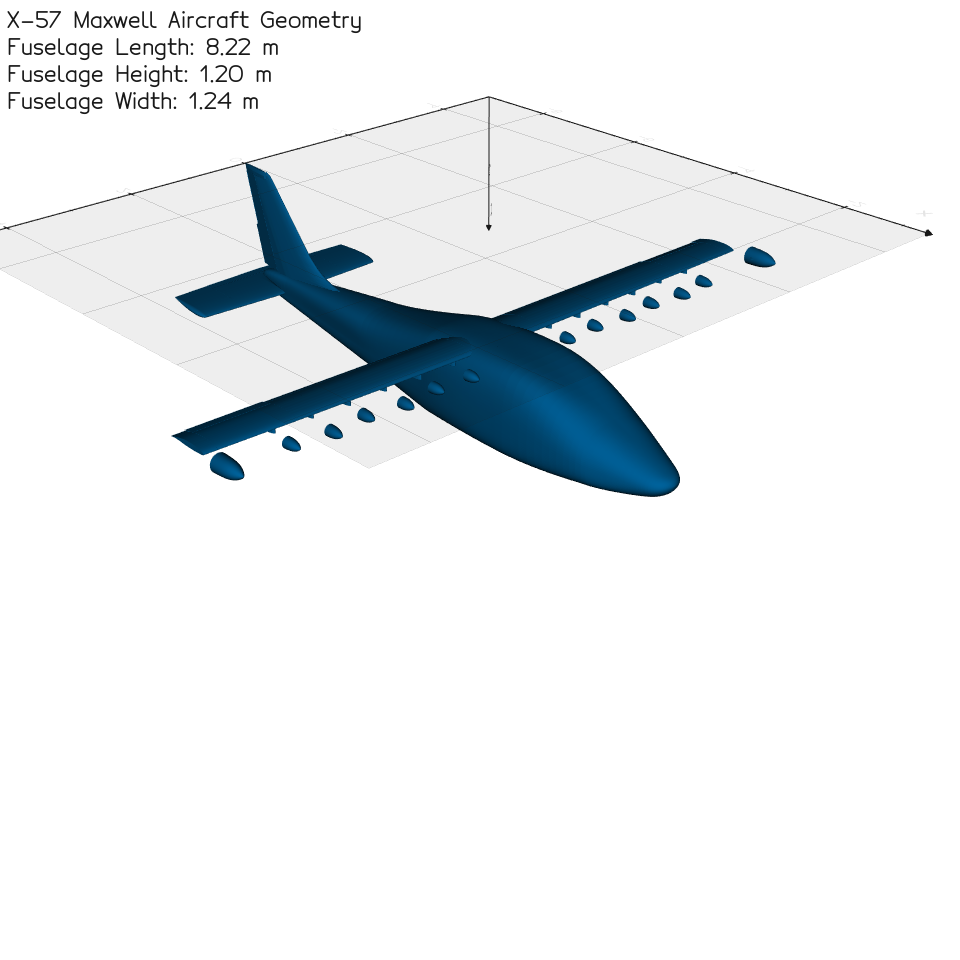 X-57 Maxwell Aircraft Geometry
Fuselage Length: 8.22 m
Fuselage Height: 1.20 m
Fuselage Width: 1.24 m